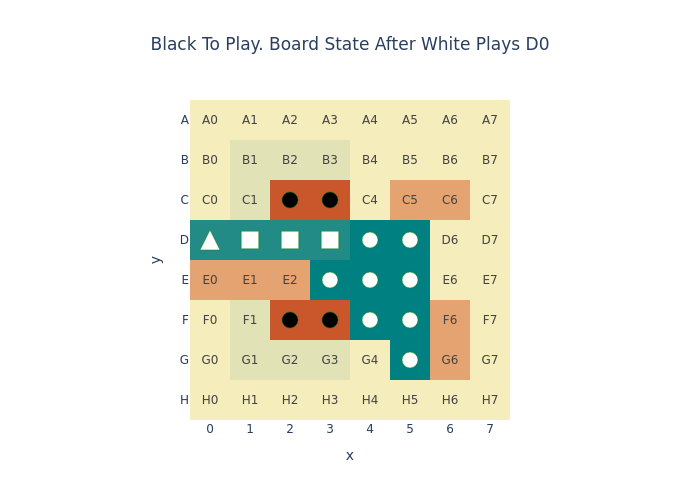 Black To Play. Board State After White Plays D0
A A0 A1 A2 A3 A4 A5 A6 A7
B B0 B1 B2 B3 B4 B5 B6 B7
C C0 C1 C4 C5 C6 C7
D D6 D7
y
E E0 E1 E2 E6 E7
F F0 F1 F6 F7
G G0 G1 G2 G3 G4 G6 G7
H H0 H1 H2 H3 H4 H5 H6 H7
0 1 2 3 4 5 6 7
x